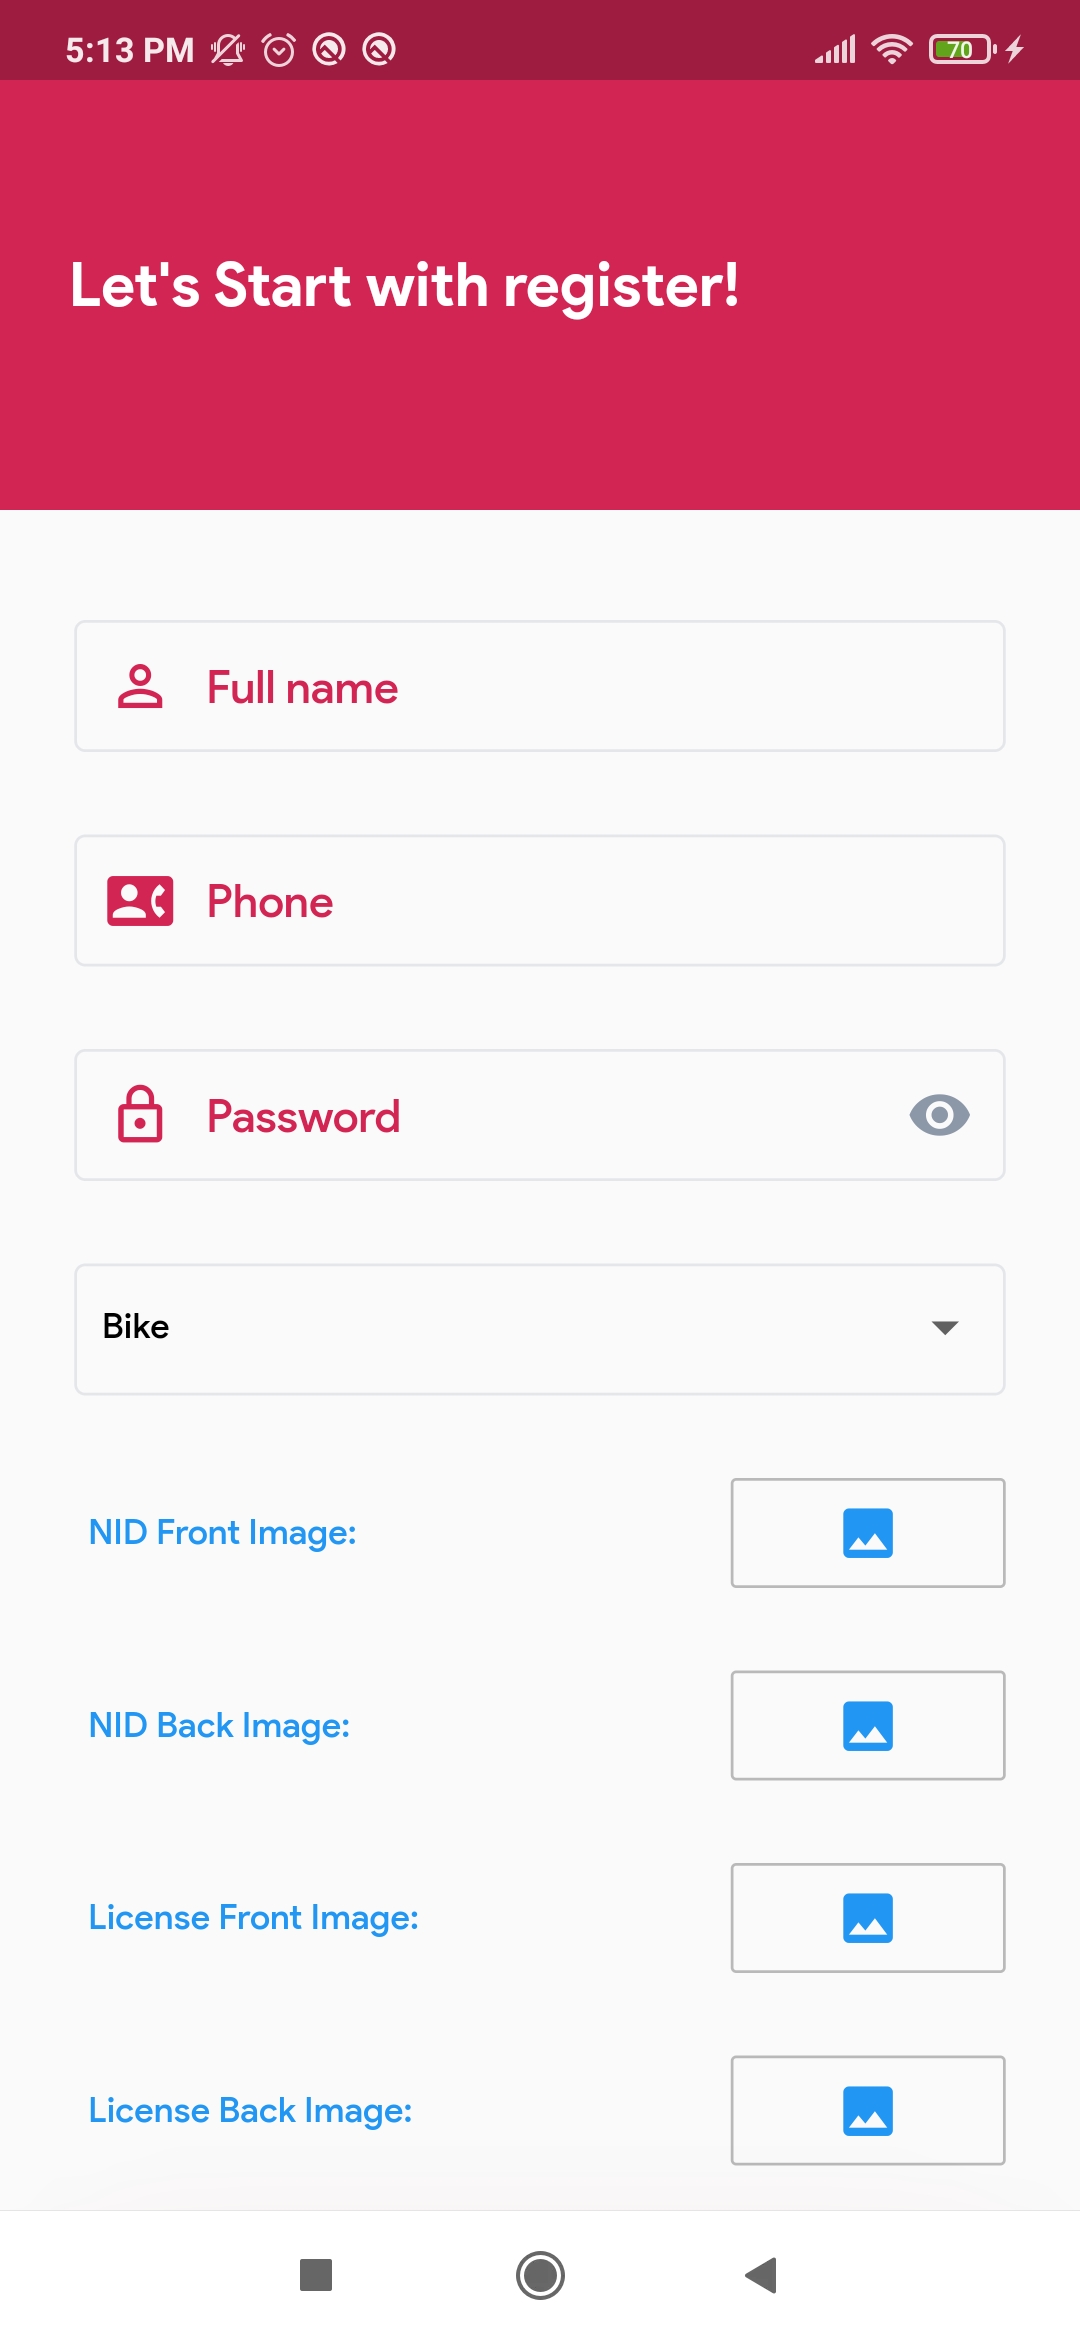 5:13 PM 70
Let's Start with register!
Full name
Phone
Password
Bike
NID Front Image:
NID Back Image:
License Front Image:
License Back Image: